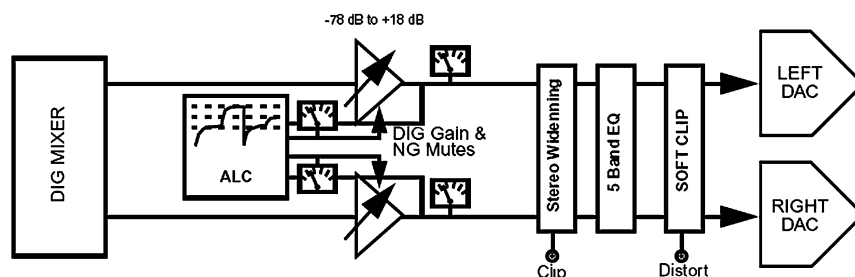 -78 dB to +18 dB
DIG MIXER
ALC
DIG Gain &
NG Mutes
Stereo Widenning
5 Band EQ
SOFT CLIP
LEFT
DAC
RIGHT
DAC
Clip
Distort